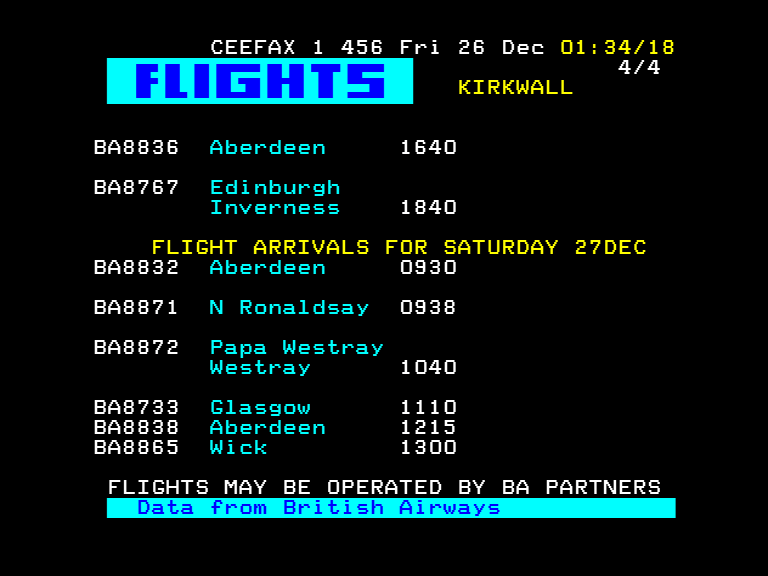 CEEFAX 1 456 Fri 26 Dec 01:34/18
4/4
FLIGHTS KIRKWALL
BA8836 Aberdeen 1640
BA8767 Edinburgh
Inverness 1840
FLIGHT ARRIVALS FOR SATURDAY 27DEC
BA8832 Aberdeen 0930
BA8871 N Ronaldsay 0938
BA8872 Papa Westray
Westray 1040
BA8733 Glasgow 1110
BA8838 Aberdeen 1215
BA8865 Wick 1300
FLIGHTS MAY BE OPERATED BY BA PARTNERS
Data from British Airways